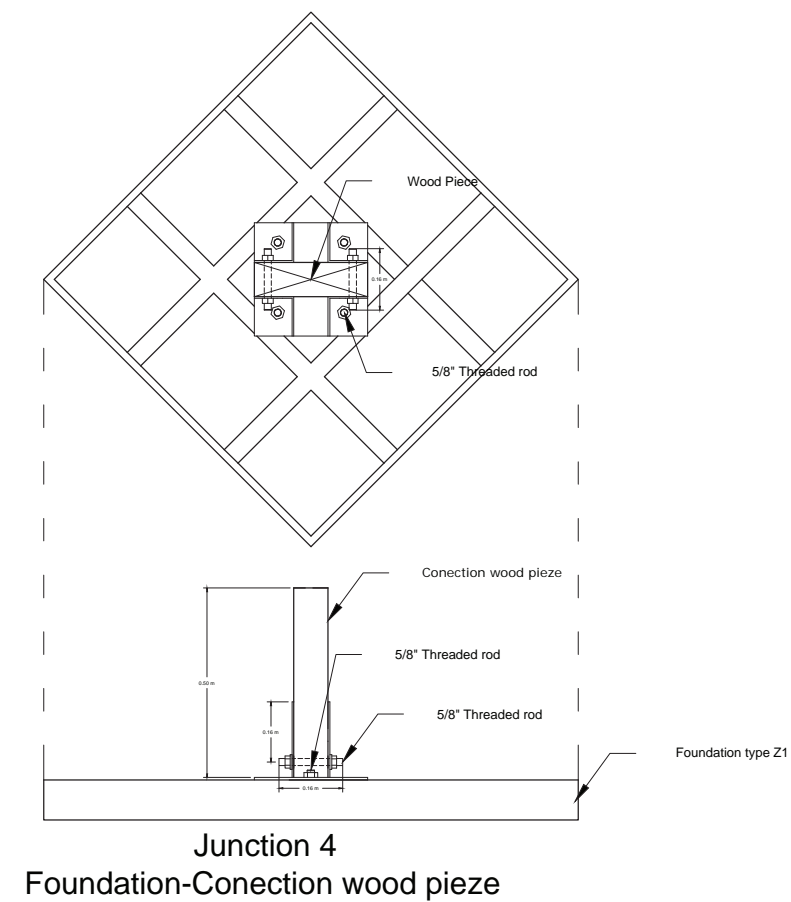 Wood Piece
0.16 m
5/8" Threaded rod
Conection wood pieze
5/8" Threaded rod
0.50 m
5/8" Threaded rod
0.16 m
Foundation type Z1
0.16 m
Junction 4
Foundation-Conection wood pieze